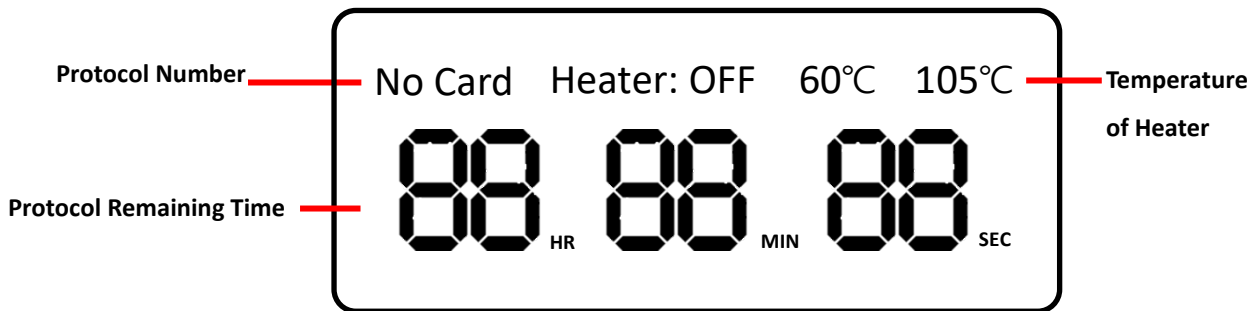 Protocol Number
No Card Heater: OFF 60℃ 105℃
Temperature
of Heater
Protocol Remaining Time
88 HR 88 MIN 88 SEC